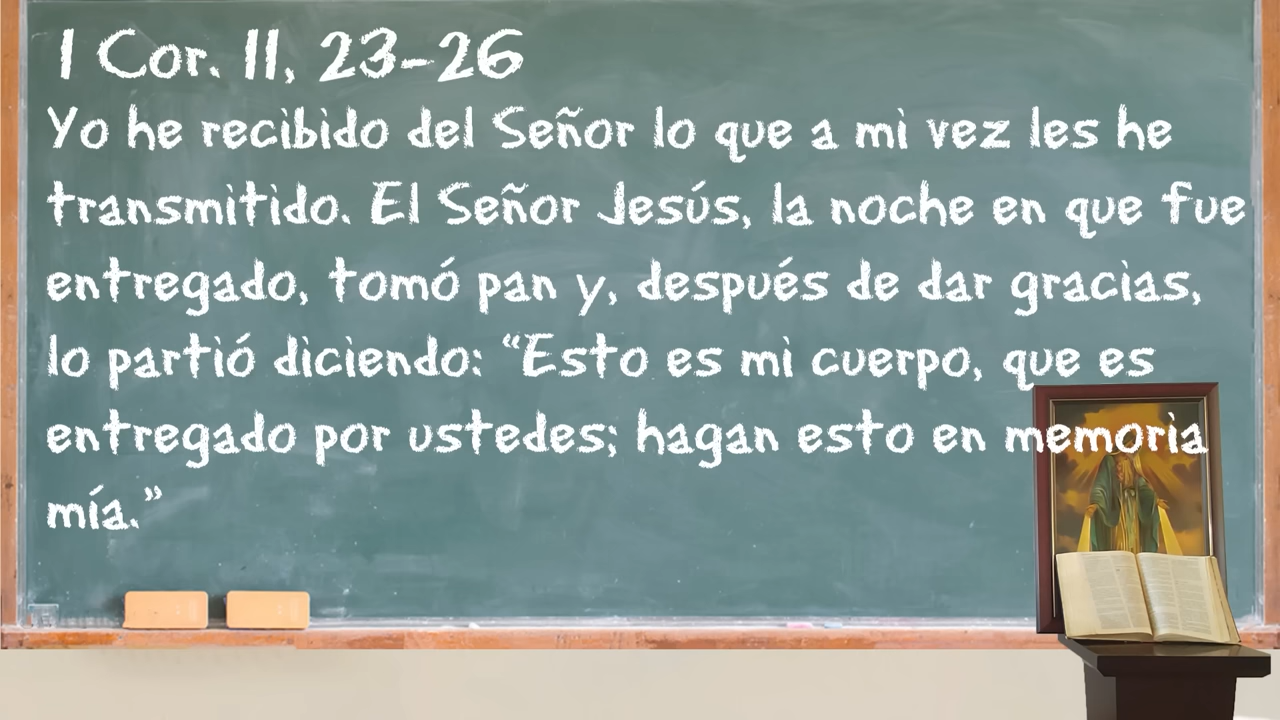 1 Cor. 11, 23-26
Yo he recibido del Señor lo que a mi vez les he
transmitido. El Señor Jesús, la noche en que fue
entregado, tomó pan y, después de dar gracias,
lo partió diciendo: “Esto es mi cuerpo, que es
entregado por ustedes; hagan esto en memoria
mía.”